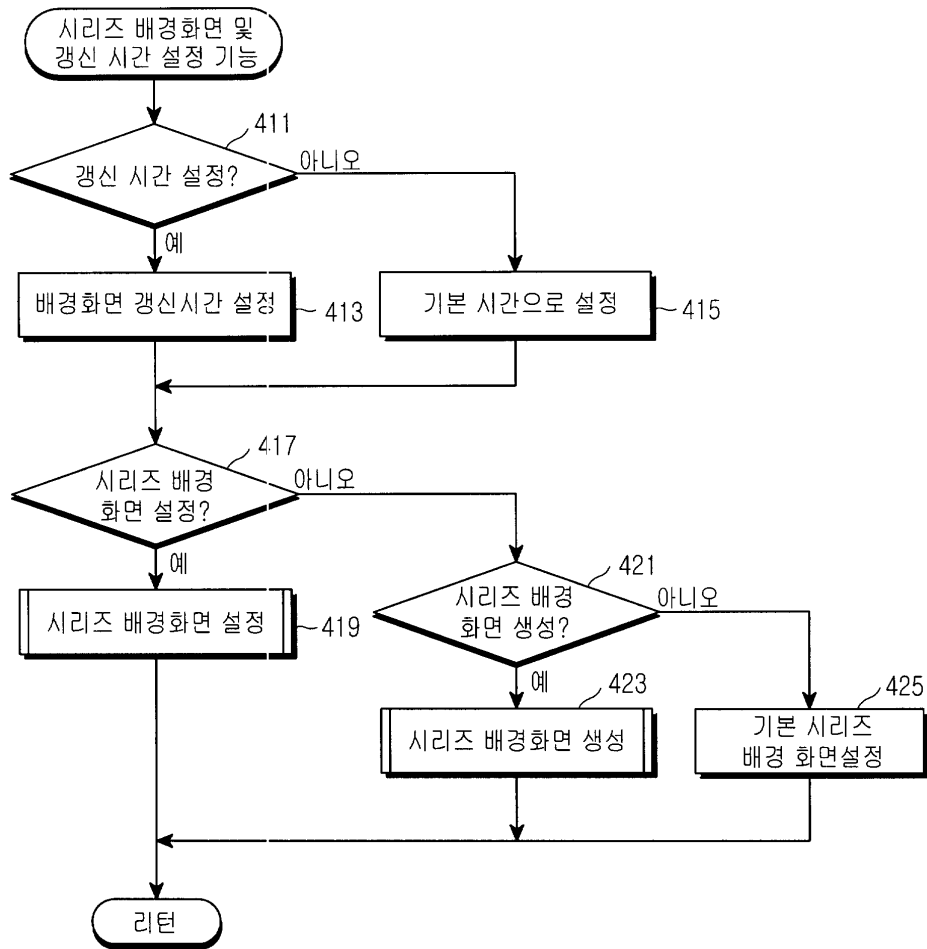 시리즈 배경화면 및
갱신 시간 설정 기능
411
갱신 시간 설정?
아니오
예
배경화면 갱신시간 설정
413
기본 시간으로 설정
415
417
시리즈 배경
화면 설정?
아니오
예
시리즈 배경화면 설정
419
421
시리즈 배경
화면 생성?
아니오
예
423
시리즈 배경화면 생성
425
기본 시리즈
배경 화면설정
리턴